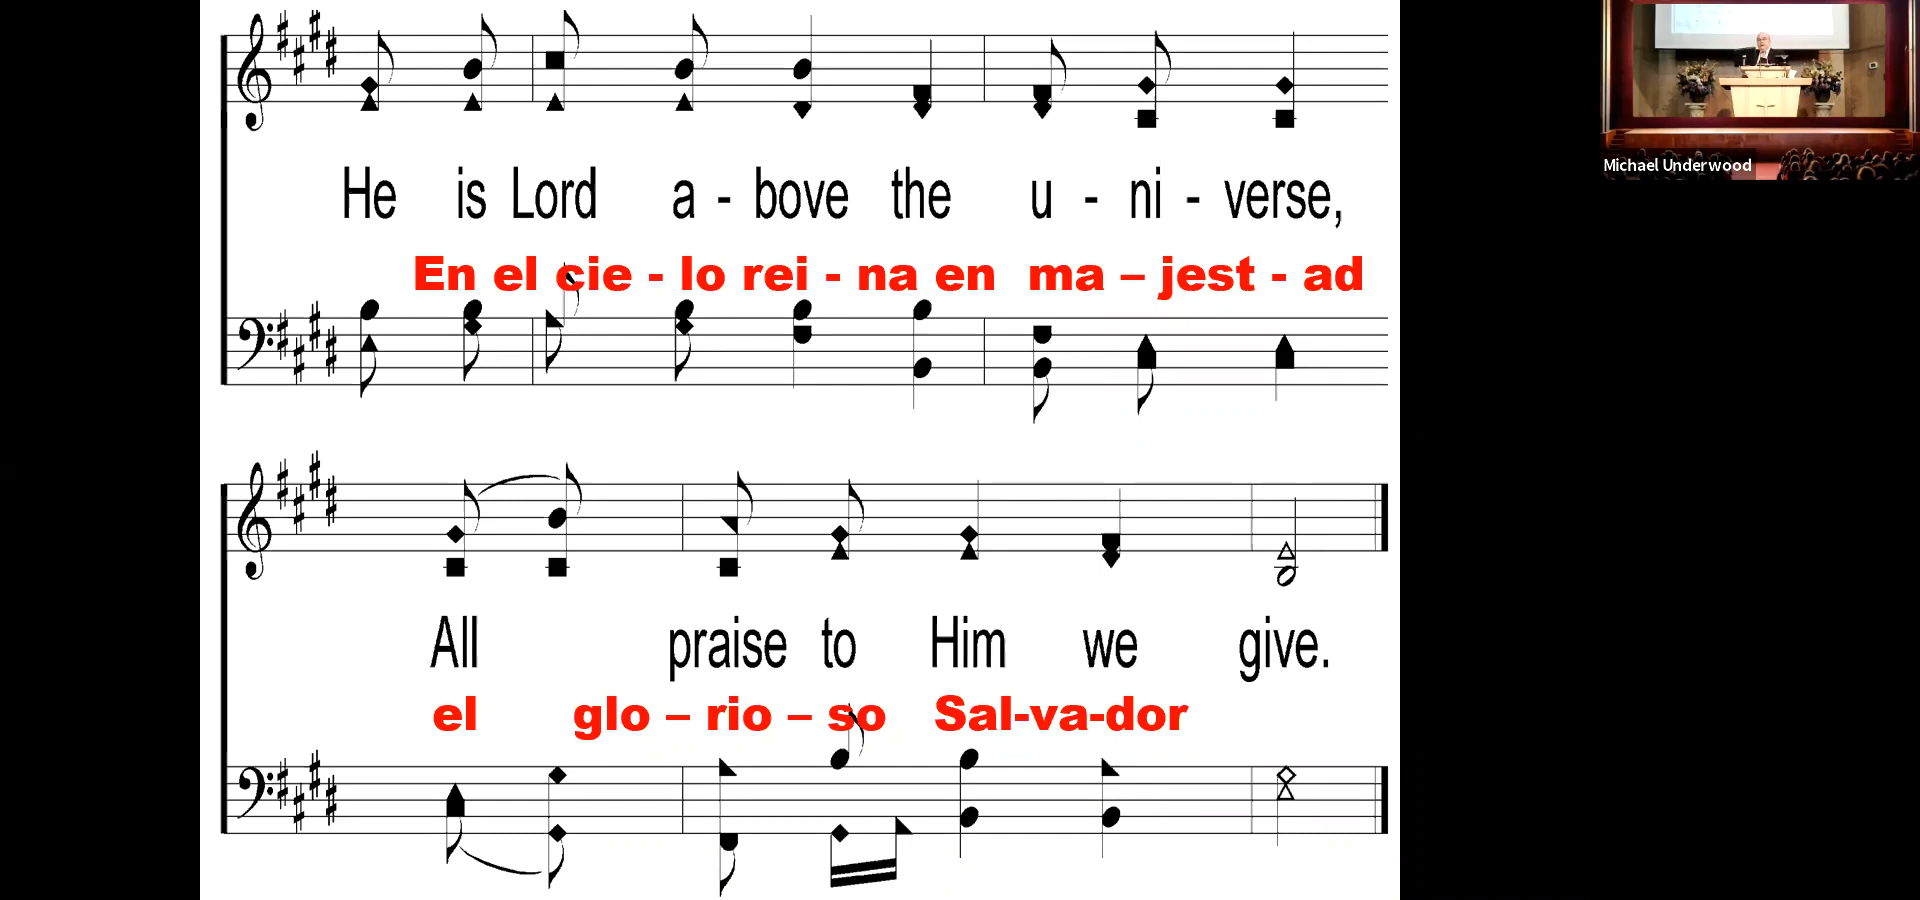 He is Lord a - bove the u - ni - verse,
En el cie - lo rei - na en ma – jest - ad
All praise to Him we give.
el glo – rio – so Sal-va-dor
Michael Underwood